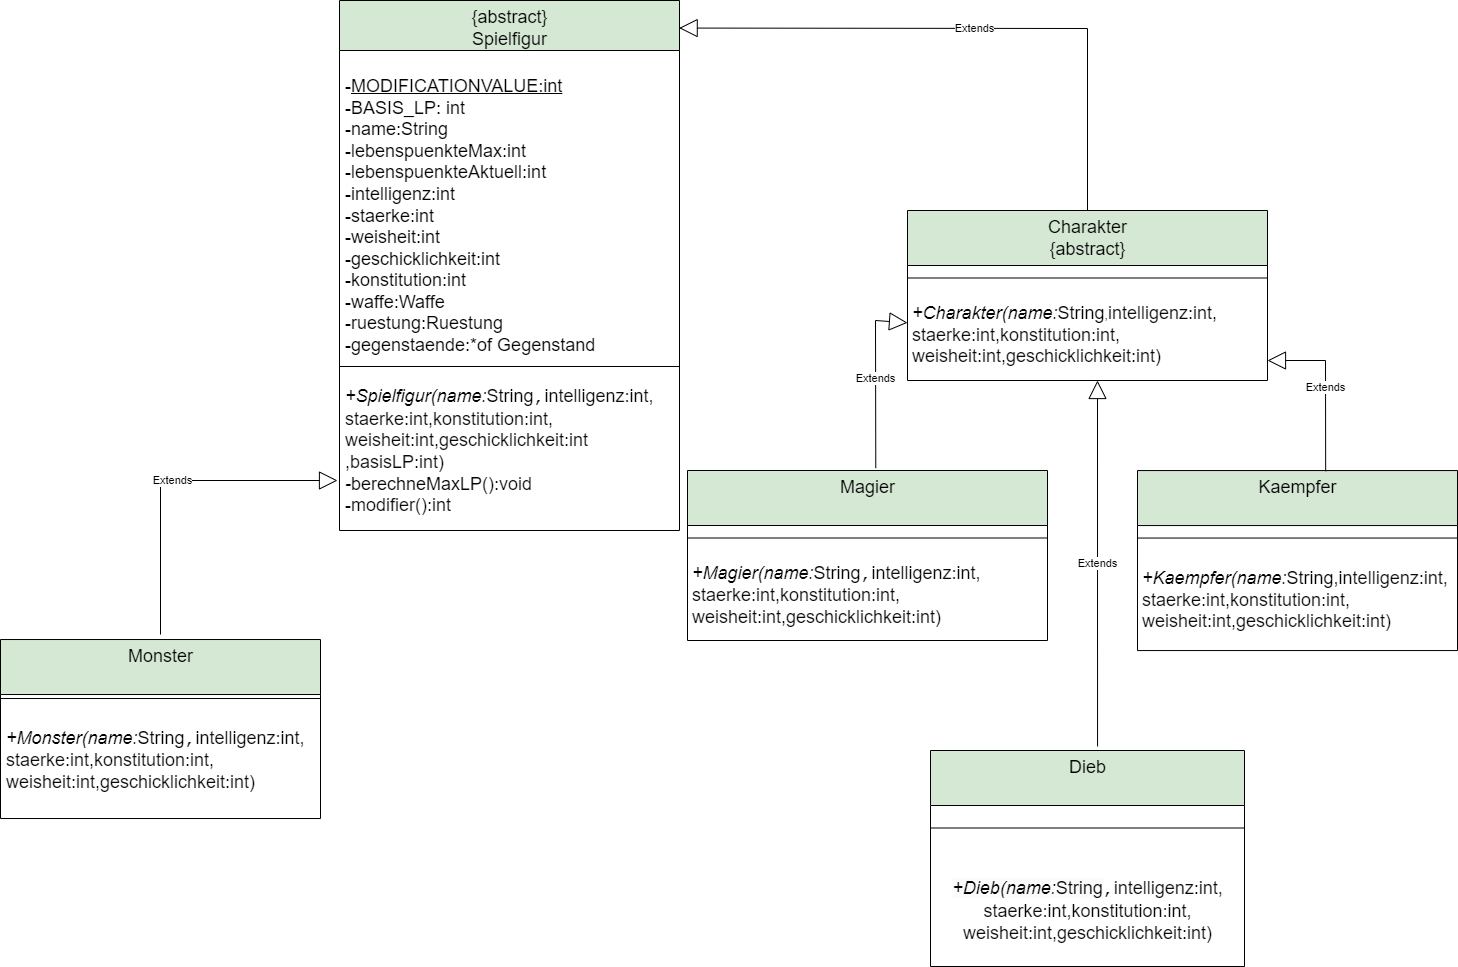 {abstract}
Spielfigur
-MODIFICATIONVALUE:int
-BASIS_LP: int
-name:String
-lebenspuenkteMax:int
-lebenspuenkteAktuell:int
-intelligenz:int
-staerke:int
-weisheit:int
-geschicklichkeit:int
-konstitution:int
-waffe:Waffe
-ruestung:Ruestung
-gegenstaende:*of Gegenstand
+Spielfigur(name:String, intelligenz:int,
staerke:int,konstitution:int,
weisheit:int,geschicklichkeit:int
,basisLP:int)
-berechneMaxLP():void
-modifier():int
Extends
Charakter
{abstract}
+Charakter(name:String,intelligenz:int,
staerke:int,konstitution:int,
weisheit:int,geschicklichkeit:int)
Extends
Extends
Extends
Extends
Magier
+Magier(name:String, intelligenz:int,
staerke:int,konstitution:int,
weisheit:int,geschicklichkeit:int)
Kaempfer
+Kaempfer(name:String,intelligenz:int,
staerke:int,konstitution:int,
weisheit:int,geschicklichkeit:int)
Monster
+Monster(name:String, intelligenz:int,
staerke:int,konstitution:int,
weisheit:int,geschicklichkeit:int)
Dieb
+Dieb(name:String, intelligenz:int,
staerke:int,konstitution:int,
weisheit:int,geschicklichkeit:int)